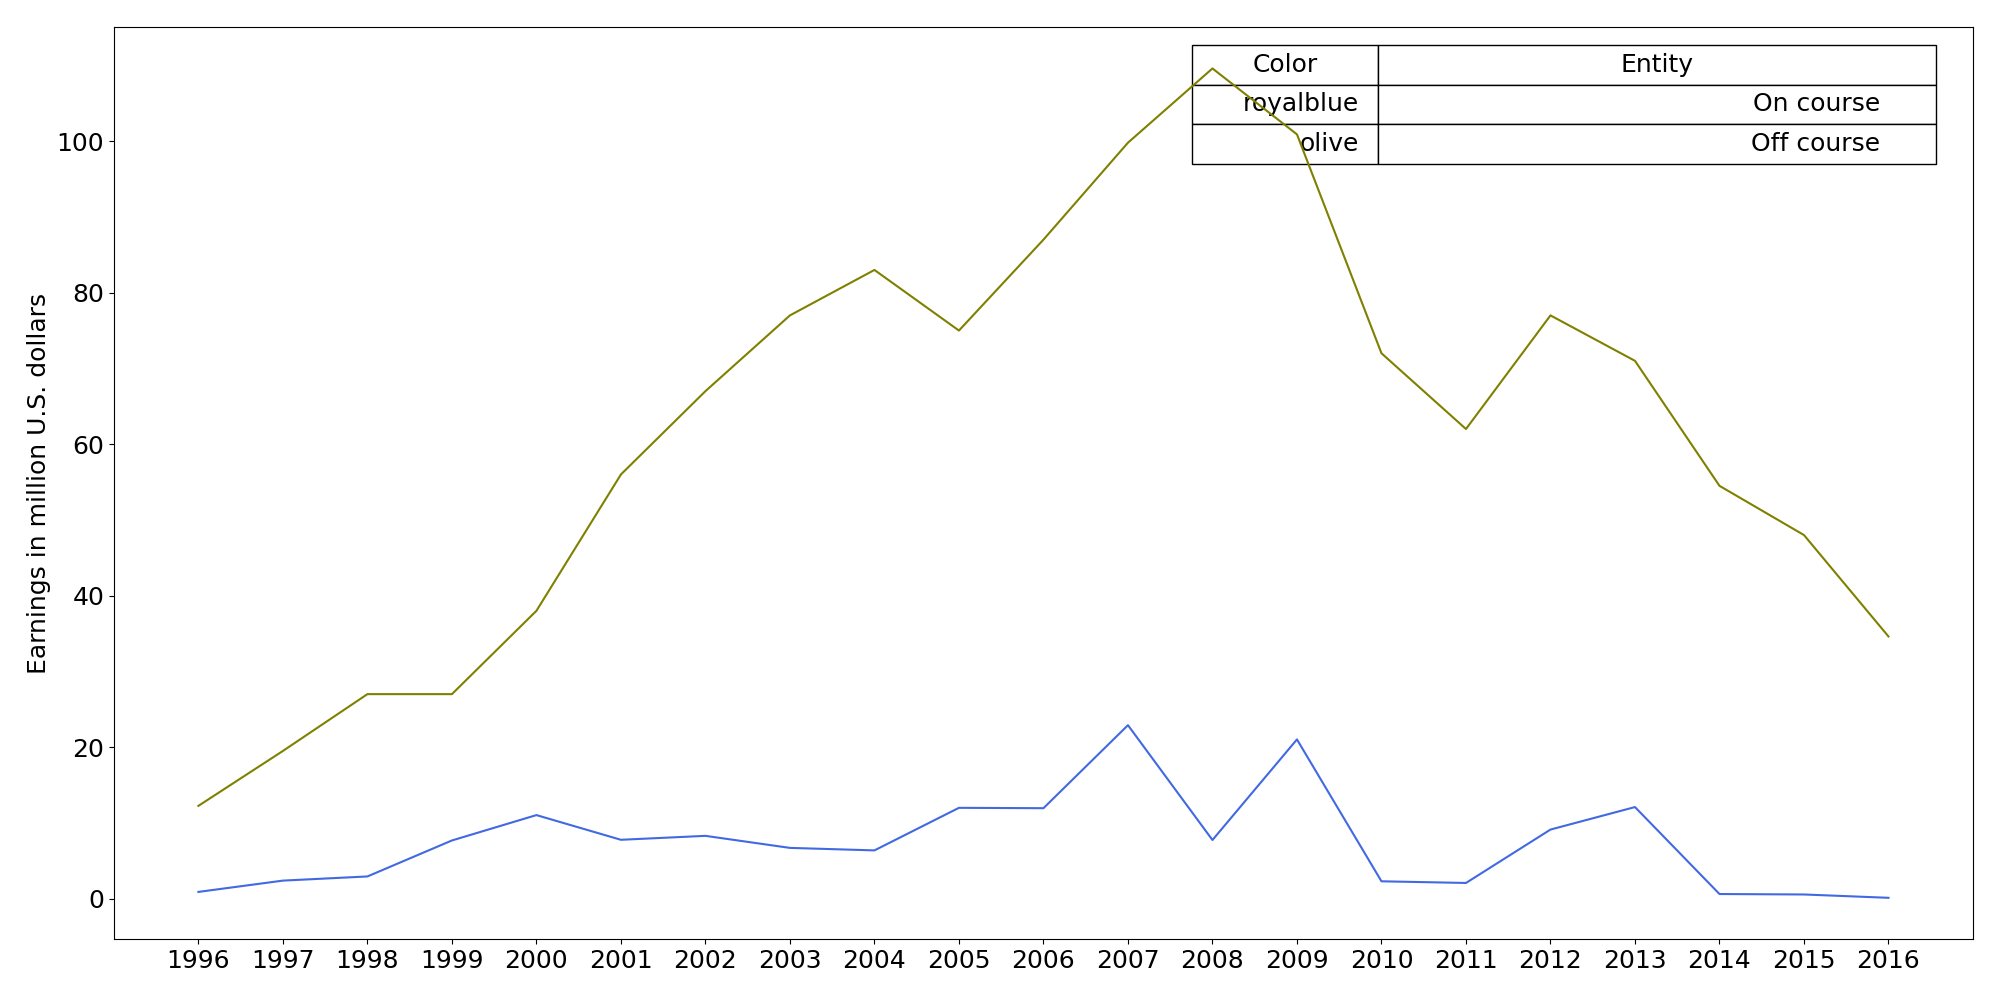 Color Entity
royalblue On course
olive Off course
Earnings in million U.S. dollars
100
80
60
40
20
0
1996 1997 1998 1999 2000 2001 2002 2003 2004 2005 2006 2007 2008 2009 2010 2011 2012 2013 2014 2015 2016